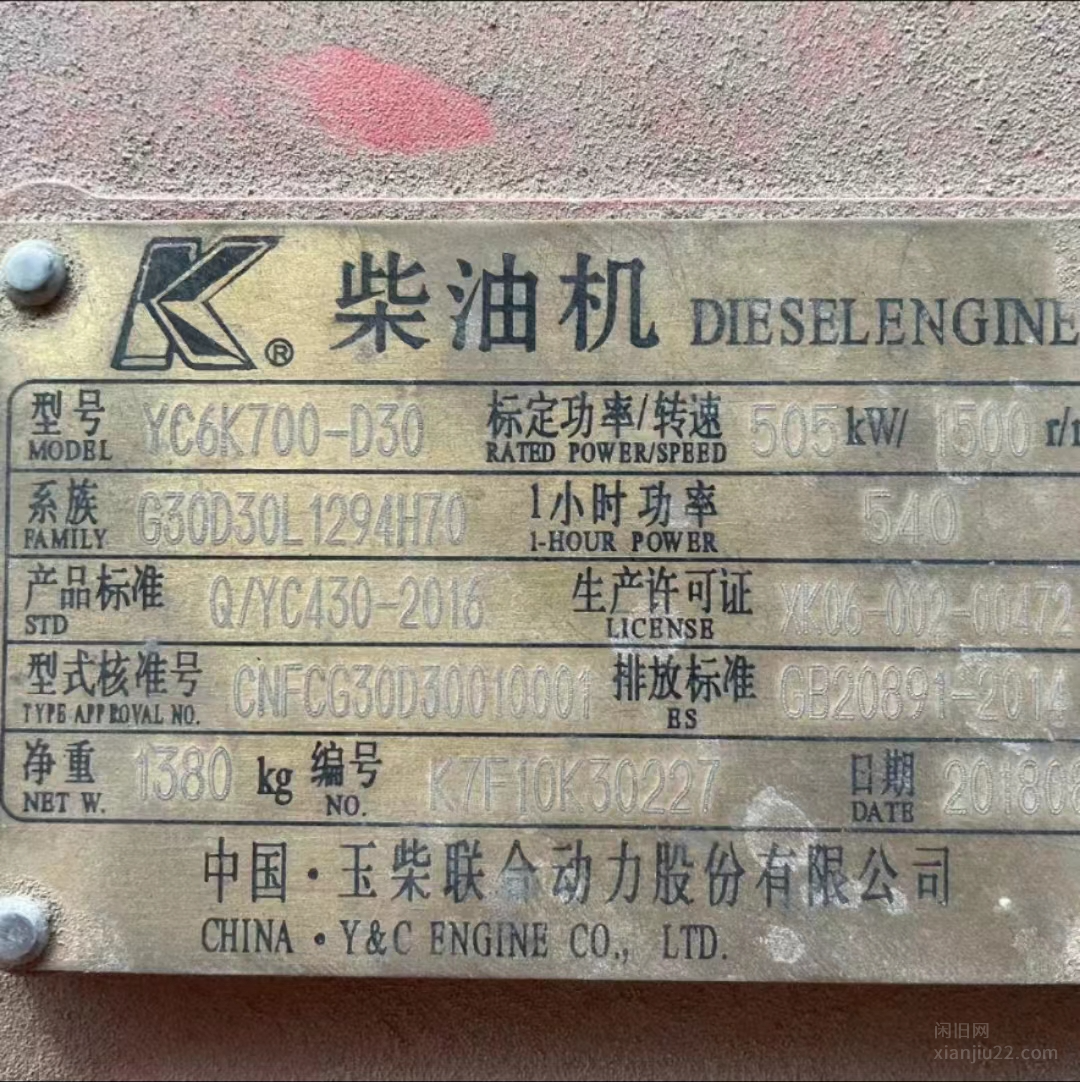 K® 柴油机 DIESELENGINE
型号 MODEL YC6K700-D30 标定功率/转速 RATED POWER/SPEED 505 kW/ 1500 r/
系族 FAMILY G30D30L1294H70 1小时功率 1-HOUR POWER 540
产品标准 STD Q/YC430-2016 生产许可证 LICENSE XK06-002-00472
型式核准号 TYPE APPROVAL NO. CNFCG30D30010001 排放标准 ES GB20891-2014
净重 NET W. 1380 kg 编号 NO. K7F10K30227 日期 DATE 201808
中国·玉柴联合动力股份有限公司
CHINA · Y&C ENGINE CO., LTD.
闲旧网
xianjiu22.com